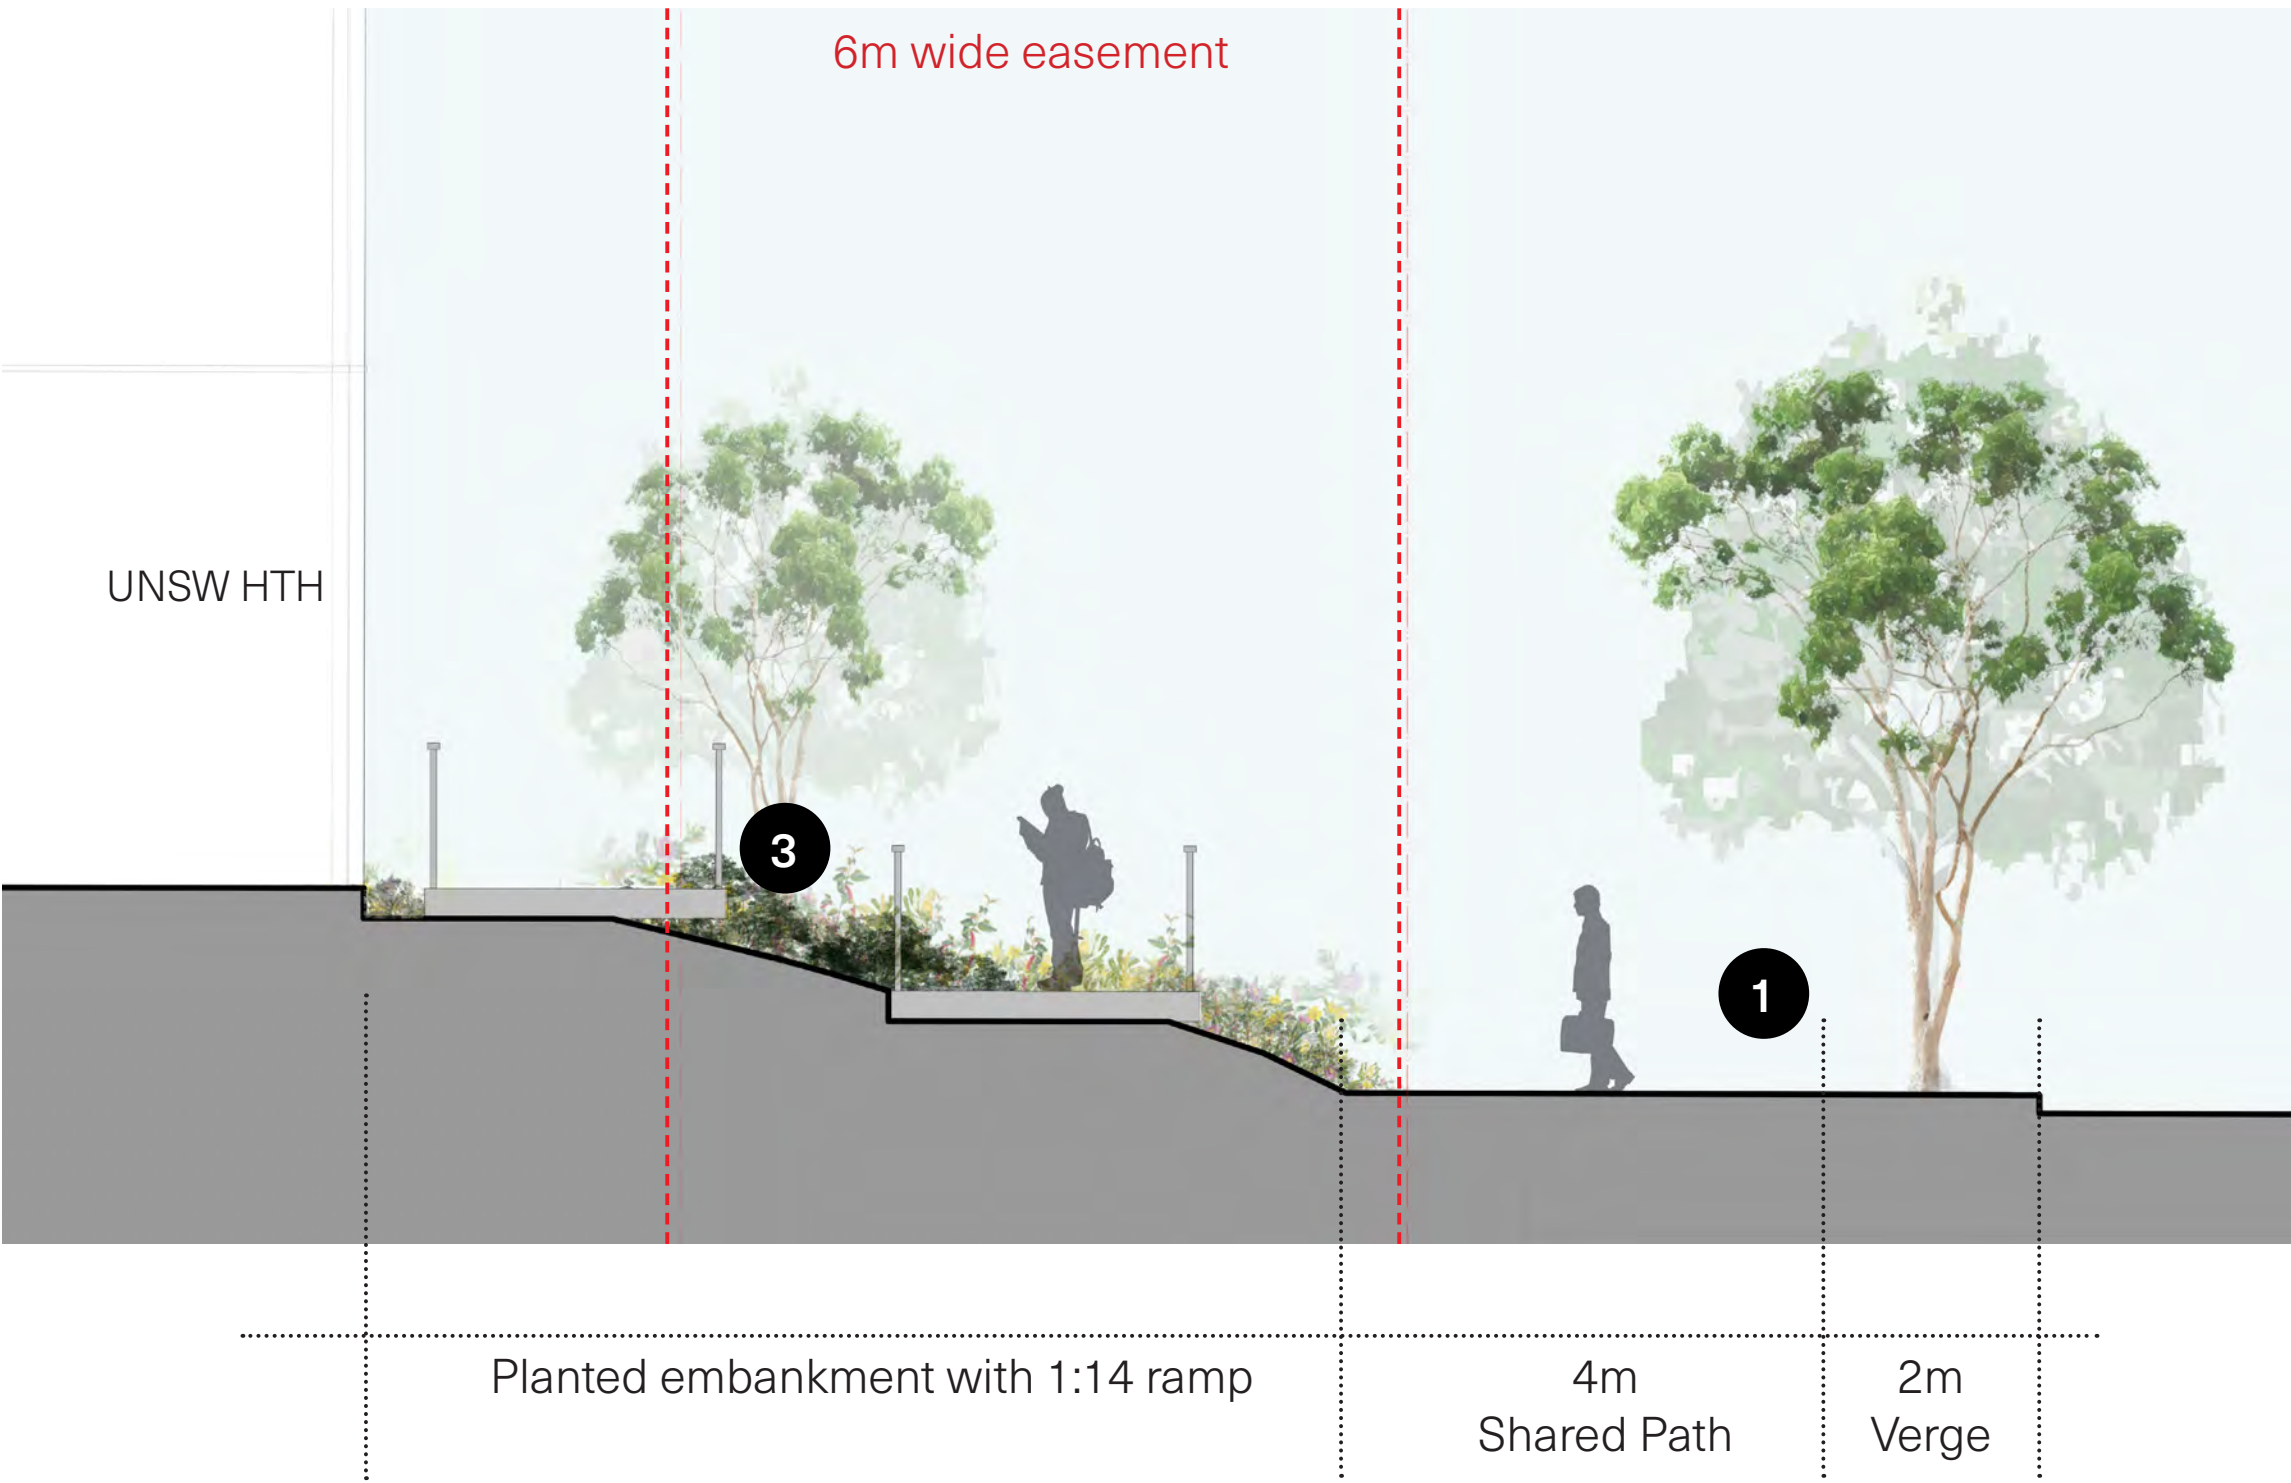 6m wide easement
UNSW HTH
3
1
Planted embankment with 1:14 ramp
4m
Shared Path
2m
Verge